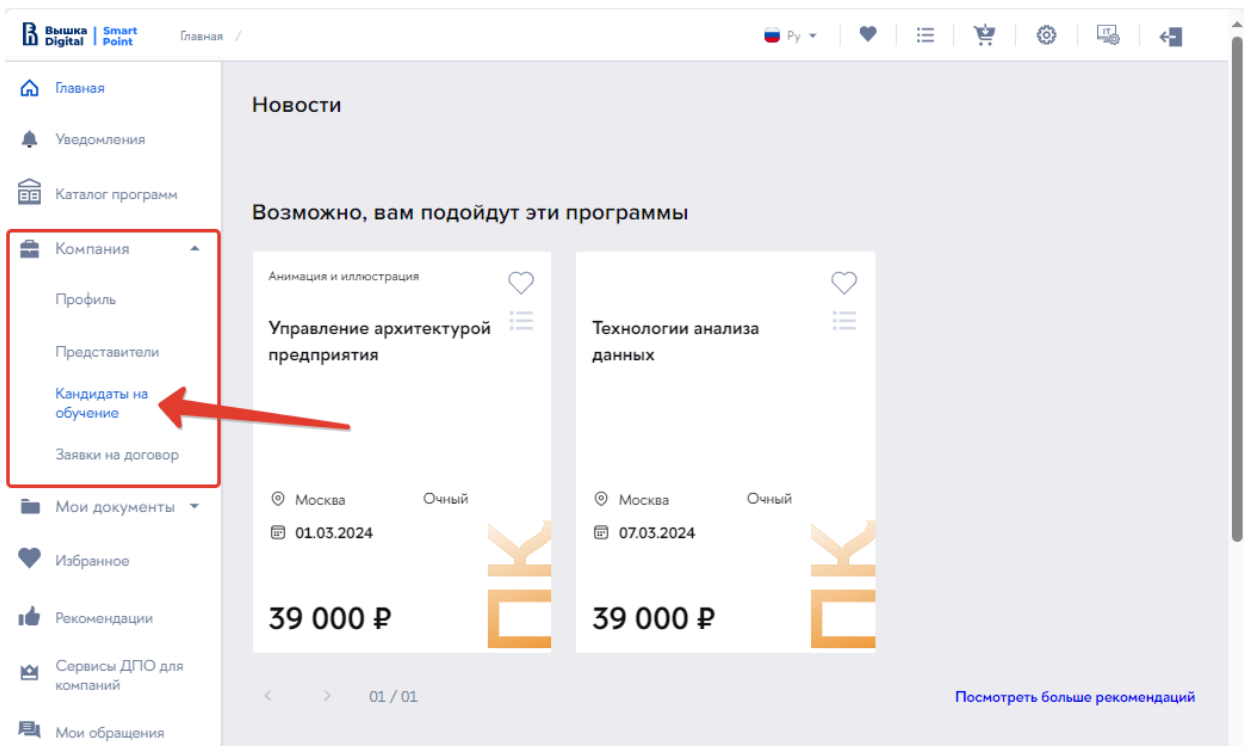 Вышка | Smart
Digital | Point
Главная /
Ру
Главная
Уведомления
Каталог программ
Компания
Профиль
Представители
Кандидаты на
обучение
Заявки на договор
Мои документы
Избранное
Рекомендации
Сервисы ДПО для
компаний
Мои обращения
Новости
Возможно, вам подойдут эти программы
Анимация и иллюстрация
Управление архитектурой
предприятия
Москва Очный
01.03.2024
39 000 ₽
ПК
Технологии анализа
данных
Москва Очный
07.03.2024
39 000 ₽
ПК
< > 01 / 01
Посмотреть больше рекомендаций